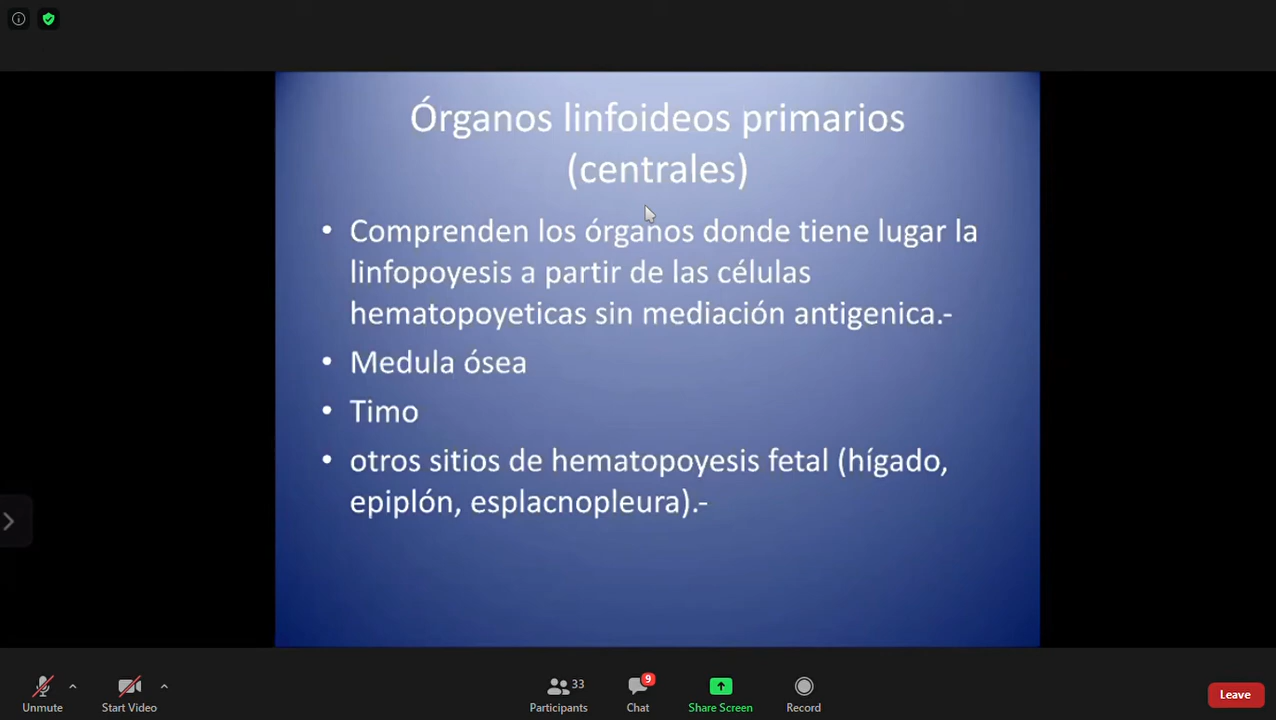 Órganos linfoideos primarios
(centrales)
• Comprenden los órganos donde tiene lugar la
linfopoyesis a partir de las células
hematopoyeticas sin mediación antigenica.-
• Medula ósea
• Timo
• otros sitios de hematopoyesis fetal (hígado,
epiplón, esplacnopleura).-
Unmute
Start Video
33
Participants
9
Chat
Share Screen
Record
Leave